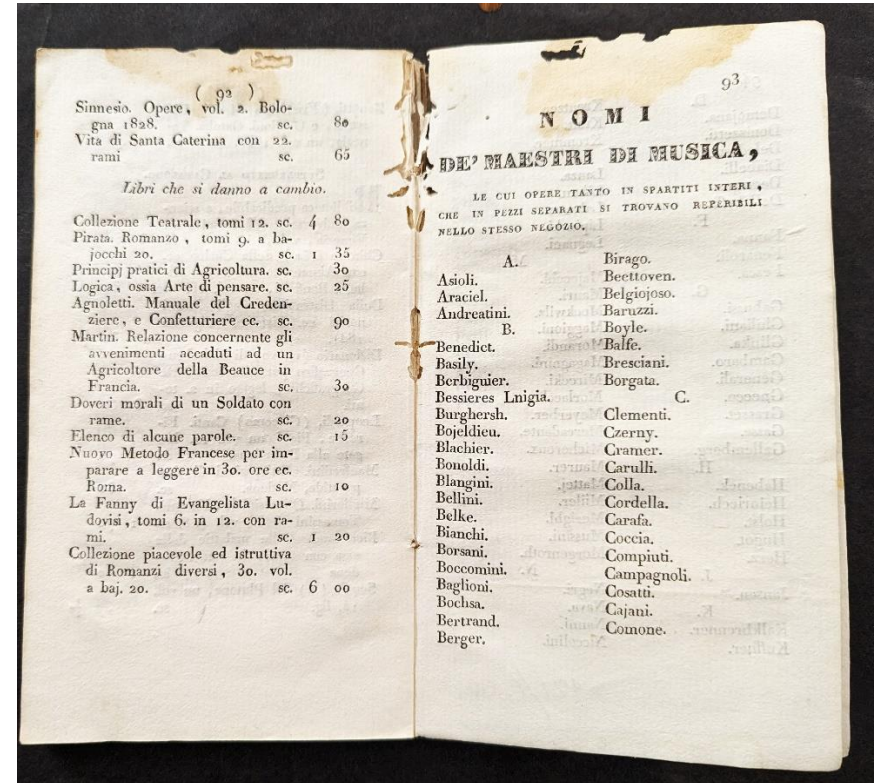 ( 92 )
Sinnesio. Opere, vol. 2. Bolo-
gna 1828. sc. 80
Vita di Santa Caterina con 22.
rami sc. 65
Libri che si danno a cambio.
Collezione Teatrale, tomi 12. sc. 4 80
Pirata. Romanzo, tomi 9. a ba-
jocchi 20. sc. 1 35
Principj pratici di Agricoltura. sc. 30
Logica, ossia Arte di pensare. sc. 25
Agnoletti. Manuale del Creden-
ziere, e Confetturiere ec. sc. 90
Martin. Relazione concernente gli
avvenimenti accaduti ad un
Agricoltore della Beauce in
Francia. sc. 30
Doveri morali di un Soldato con
rame. sc. 20
Elenco di alcune parole. sc. 15
Nuovo Metodo Francese per im-
parare a leggere in 30. ore ec.
Roma. sc. 10
La Fanny di Evangelista Lu-
dovisi, tomi 6. in 12. con ra-
mi. sc. 1 20
Collezione piacevole ed istruttiva
di Romanzi diversi, 30. vol.
a baj. 20. sc. 6 00
93
NOMI
DE' MAESTRI DI MUSICA,
LE CUI OPERE TANTO IN SPARTITI INTERI,
CHE IN PEZZI SEPARATI SI TROVANO REPERIBILI
NELLO STESSO NEGOZIO.
A.
Asioli.
Araciel.
Andreatini.
B.
Benedict.
Basily.
Berbiguier.
Bessieres Lnigia.
Burghersh.
Bojeldieu.
Blachier.
Bonoldi.
Blangini.
Bellini.
Belke.
Bianchi.
Borsani.
Boccomini.
Baglioni.
Bochsa.
Bertrand.
Berger.
Birago.
Beettoven.
Belgiojoso.
Baruzzi.
Boyle.
Balfe.
Bresciani.
Borgata.
C.
Clementi.
Czerny.
Cramer.
Carulli.
Colla.
Cordella.
Carafa.
Coccia.
Compiuti.
Campagnoli.
Cosatti.
Cajani.
Comone.